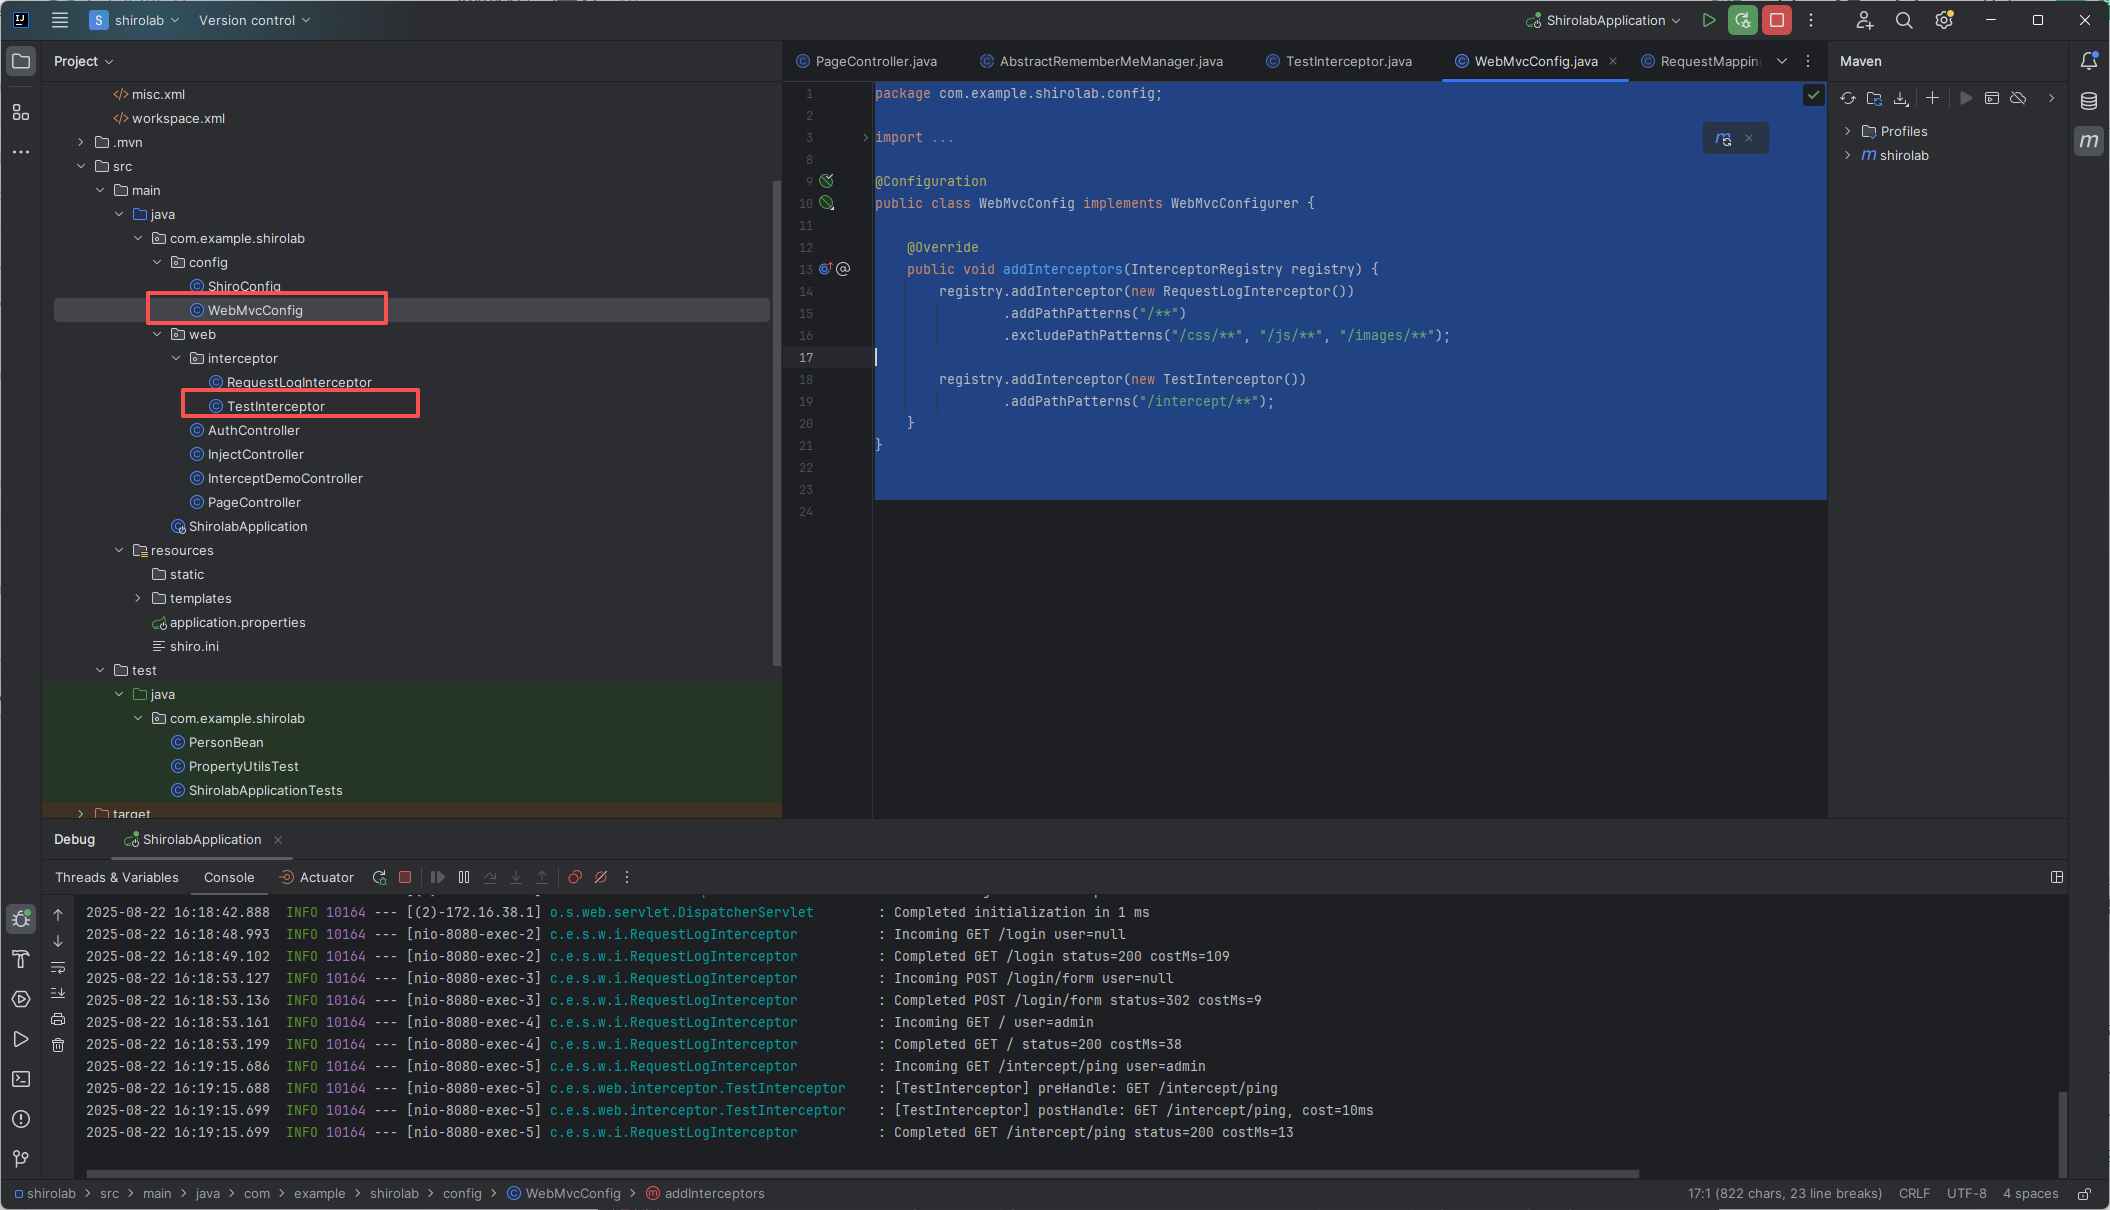 shirolab
Version control
ShirolabApplication
Project
misc.xml
workspace.xml
.mvn
src
main
java
com.example.shirolab
config
ShiroConfig
WebMvcConfig
web
interceptor
RequestLogInterceptor
TestInterceptor
AuthController
InjectController
InterceptDemoController
PageController
ShirolabApplication
resources
static
templates
application.properties
shiro.ini
test
java
com.example.shirolab
PersonBean
PropertyUtilsTest
ShirolabApplicationTests
target
PageController.java AbstractRememberMeManager.java TestInterceptor.java WebMvcConfig.java RequestMappin
1 package com.example.shirolab.config;
2
3 import ...
8
9 @Configuration
10 public class WebMvcConfig implements WebMvcConfigurer {
11
12 @Override
13 public void addInterceptors(InterceptorRegistry registry) {
14 registry.addInterceptor(new RequestLogInterceptor())
15 .addPathPatterns("/**")
16 .excludePathPatterns("/css/**", "/js/**", "/images/**");
17
18 registry.addInterceptor(new TestInterceptor())
19 .addPathPatterns("/intercept/**");
20 }
21 }
22
23
24
Maven
Profiles
shirolab
Debug ShirolabApplication
Threads & Variables Console Actuator
2025-08-22 16:18:42.888 INFO 10164 --- [(2)-172.16.38.1] o.s.web.servlet.DispatcherServlet : Completed initialization in 1 ms
2025-08-22 16:18:48.993 INFO 10164 --- [nio-8080-exec-2] c.e.s.w.i.RequestLogInterceptor : Incoming GET /login user=null
2025-08-22 16:18:49.102 INFO 10164 --- [nio-8080-exec-2] c.e.s.w.i.RequestLogInterceptor : Completed GET /login status=200 costMs=109
2025-08-22 16:18:53.127 INFO 10164 --- [nio-8080-exec-3] c.e.s.w.i.RequestLogInterceptor : Incoming POST /login/form user=null
2025-08-22 16:18:53.136 INFO 10164 --- [nio-8080-exec-3] c.e.s.w.i.RequestLogInterceptor : Completed POST /login/form status=302 costMs=9
2025-08-22 16:18:53.161 INFO 10164 --- [nio-8080-exec-4] c.e.s.w.i.RequestLogInterceptor : Incoming GET / user=admin
2025-08-22 16:18:53.199 INFO 10164 --- [nio-8080-exec-4] c.e.s.w.i.RequestLogInterceptor : Completed GET / status=200 costMs=38
2025-08-22 16:19:15.686 INFO 10164 --- [nio-8080-exec-5] c.e.s.w.i.RequestLogInterceptor : Incoming GET /intercept/ping user=admin
2025-08-22 16:19:15.688 INFO 10164 --- [nio-8080-exec-5] c.e.s.web.interceptor.TestInterceptor : [TestInterceptor] preHandle: GET /intercept/ping
2025-08-22 16:19:15.699 INFO 10164 --- [nio-8080-exec-5] c.e.s.web.interceptor.TestInterceptor : [TestInterceptor] postHandle: GET /intercept/ping, cost=10ms
2025-08-22 16:19:15.699 INFO 10164 --- [nio-8080-exec-5] c.e.s.w.i.RequestLogInterceptor : Completed GET /intercept/ping status=200 costMs=13
shirolab > src > main > java > com > example > shirolab > config > WebMvcConfig > addInterceptors
17:1 (822 chars, 23 line breaks) CRLF UTF-8 4 spaces